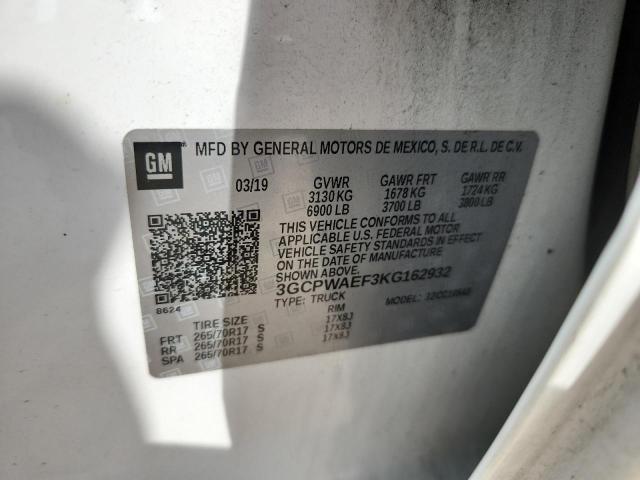 GM
MFD BY GENERAL MOTORS DE MEXICO, S. DE R.L. DE C.V.
03/19 GVWR GAWR FRT GAWR RR
3130 KG 1678 KG 1724 KG
6900 LB 3700 LB 3800 LB
THIS VEHICLE CONFORMS TO ALL
APPLICABLE U.S. FEDERAL MOTOR
VEHICLE SAFETY STANDARDS IN EFFECT
ON THE DATE OF MANUFACTURE
SHOWN ABOVE.
3GCPWAEF3KG162932
8624
TYPE: TRUCK MODEL:
TIRE SIZE RIM
FRT 265/70R17 S 17X8J
RR 265/70R17 S 17X8J
SPA 265/70R17 S 17X8J